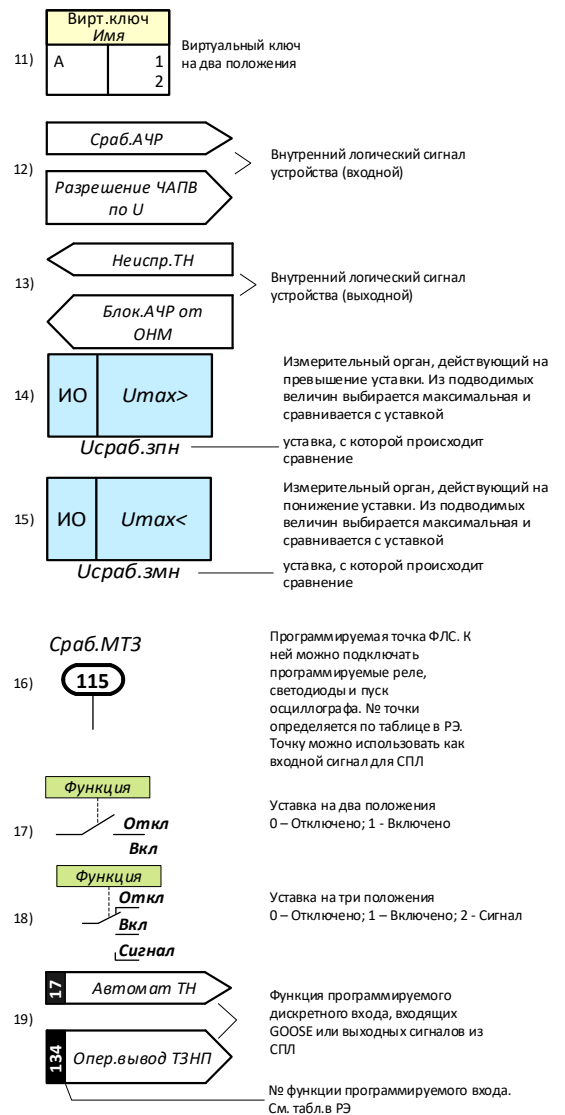 11)
Вирт.ключ
Имя
A 1
2
Виртуальный ключ
на два положения
12)
Сраб.АЧР
Разрешение ЧАПВ
по U
Внутренний логический сигнал
устройства (входной)
13)
Неиспр.ТН
Блок.АЧР от
ОНМ
Внутренний логический сигнал
устройства (выходной)
14)
ИО Umax>
Uсраб.зпн
Измерительный орган, действующий на
превышение уставки. Из подводимых
величин выбирается максимальная и
сравнивается с уставкой
уставка, с которой происходит
сравнение
15)
ИО Umax<
Uсраб.змн
Измерительный орган, действующий на
понижение уставки. Из подводимых
величин выбирается максимальная и
сравнивается с уставкой
уставка, с которой происходит
сравнение
16)
Сраб.МТЗ
115
Программируемая точка ФЛС. К
ней можно подключать
программируемые реле,
светодиоды и пуск
осциллографа. № точки
определяется по таблице в РЭ.
Точку можно использовать как
входной сигнал для СПЛ
17)
Функция
Откл
Вкл
Уставка на два положения
0 – Отключено; 1 - Включено
18)
Функция
Откл
Вкл
Сигнал
Уставка на три положения
0 – Отключено; 1 – Включено; 2 - Сигнал
19)
17 Автомат ТН
134 Опер.вывод ТЗНП
Функция программируемого
дискретного входа, входящих
GOOSE или выходных сигналов из
СПЛ
№ функции программируемого входа.
См. табл.в РЭ